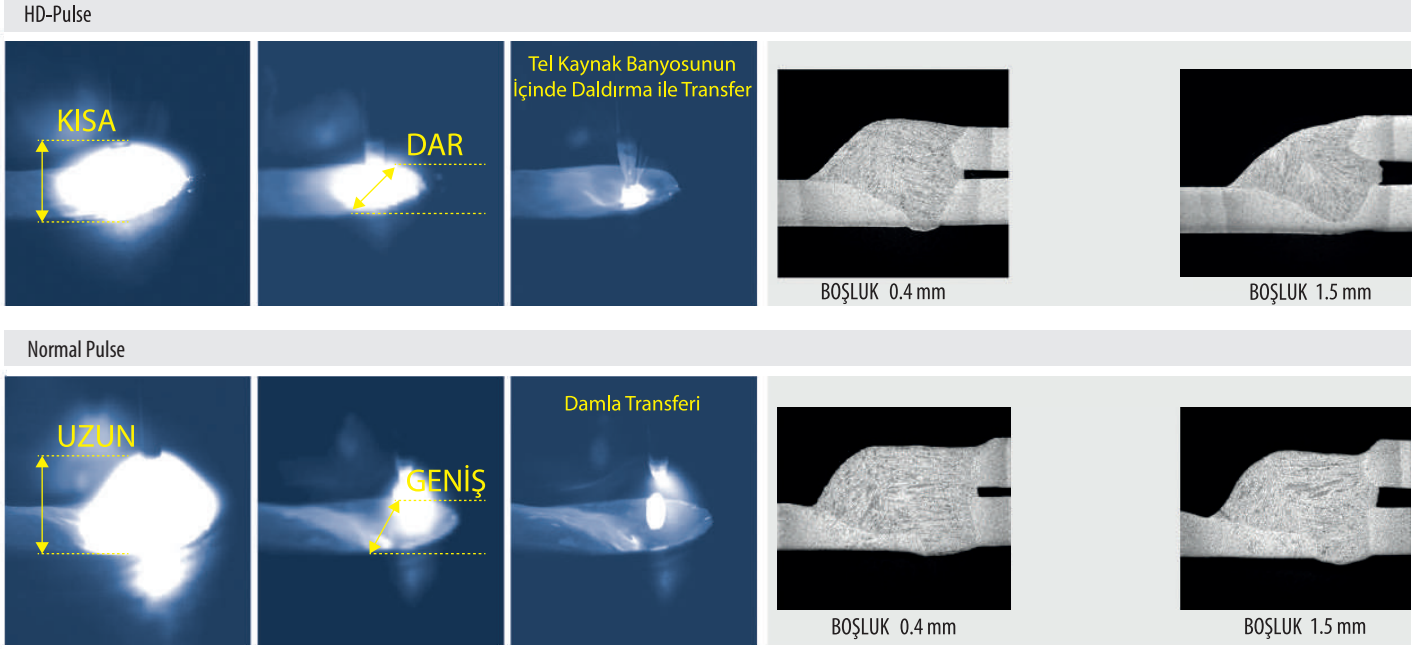 HD-Pulse
KISA
DAR
Tel Kaynak Banyosunun
İçinde Daldırma ile Transfer
BOŞLUK 0.4 mm
BOŞLUK 1.5 mm
Normal Pulse
UZUN
GENİŞ
Damla Transferi
BOŞLUK 0.4 mm
BOŞLUK 1.5 mm